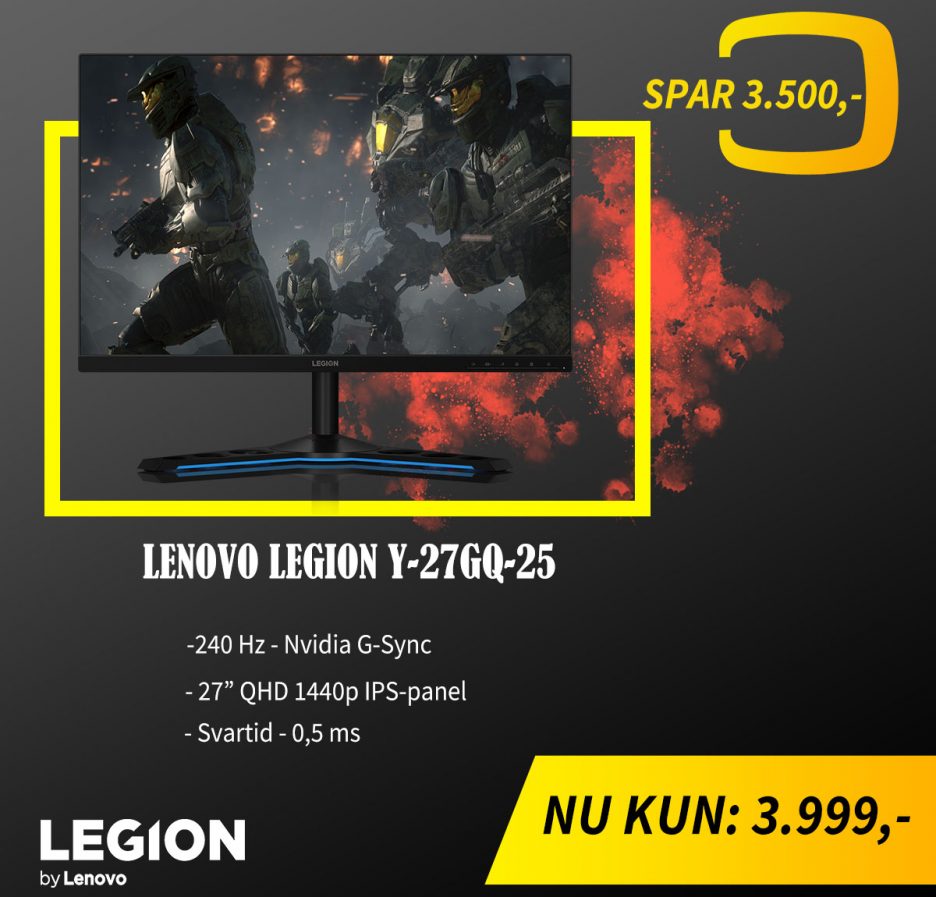 SPAR 3.500,-
LEGION
LENOVO LEGION Y-27GQ-25
-240 Hz - Nvidia G-Sync
- 27” QHD 1440p IPS-panel
- Svartid - 0,5 ms
NU KUN: 3.999,-
LEGION
by Lenovo